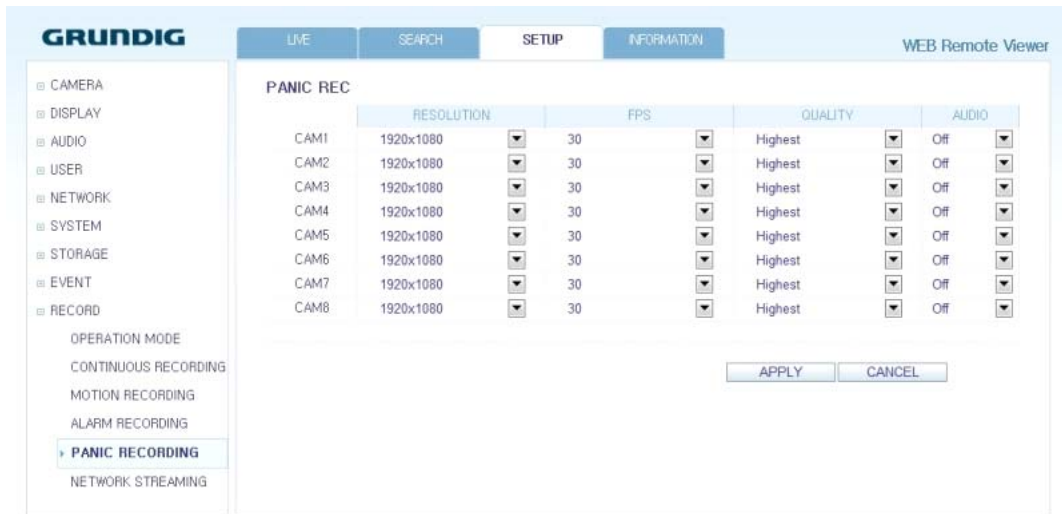 GRUNDIG
LIVE SEARCH SETUP INFORMATION
WEB Remote Viewer
CAMERA
DISPLAY
AUDIO
USER
NETWORK
SYSTEM
STORAGE
EVENT
RECORD
OPERATION MODE
CONTINUOUS RECORDING
MOTION RECORDING
ALARM RECORDING
PANIC RECORDING
NETWORK STREAMING
PANIC REC
RESOLUTION FPS QUALITY AUDIO
CAM1 1920x1080 30 Highest Off
CAM2 1920x1080 30 Highest Off
CAM3 1920x1080 30 Highest Off
CAM4 1920x1080 30 Highest Off
CAM5 1920x1080 30 Highest Off
CAM6 1920x1080 30 Highest Off
CAM7 1920x1080 30 Highest Off
CAM8 1920x1080 30 Highest Off
APPLY CANCEL